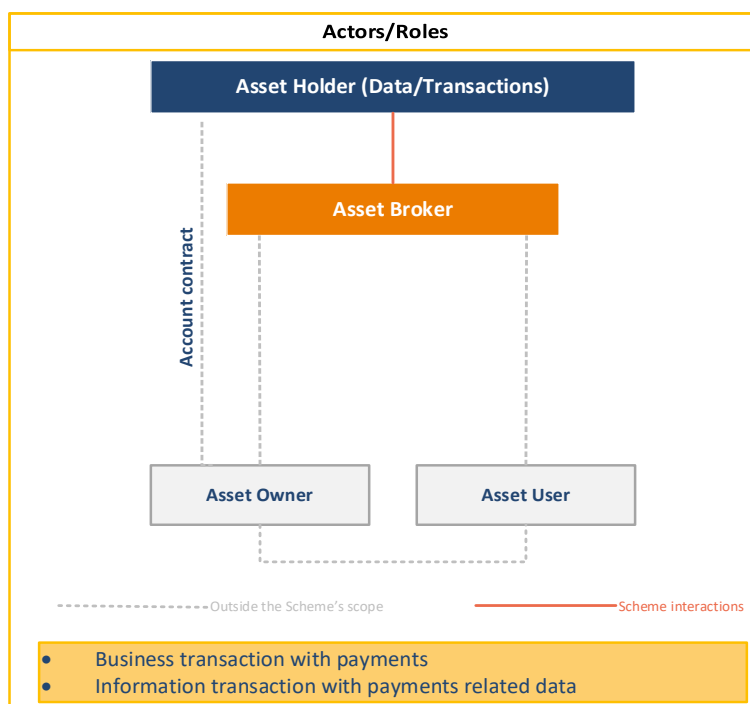 Actors/Roles
Asset Holder (Data/Transactions)
Asset Broker
Account contract
Asset Owner
Asset User
Outside the Scheme's scope
Scheme interactions
• Business transaction with payments
• Information transaction with payments related data